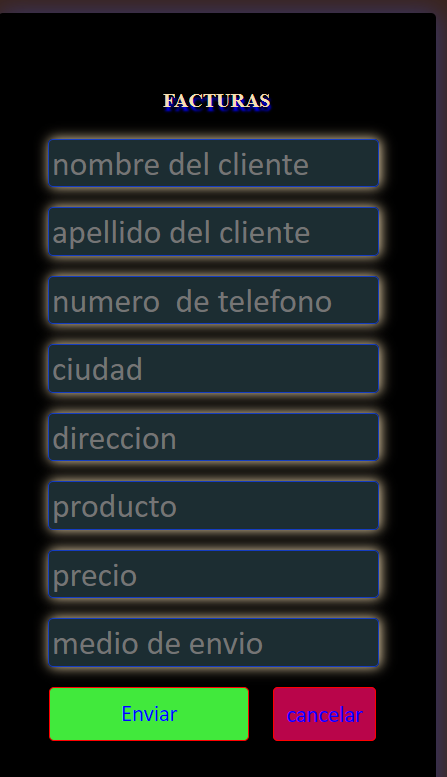 FACTURAS
nombre del cliente
apellido del cliente
numero  de telefono
ciudad
direccion
producto
precio
medio de envio
Enviar cancelar